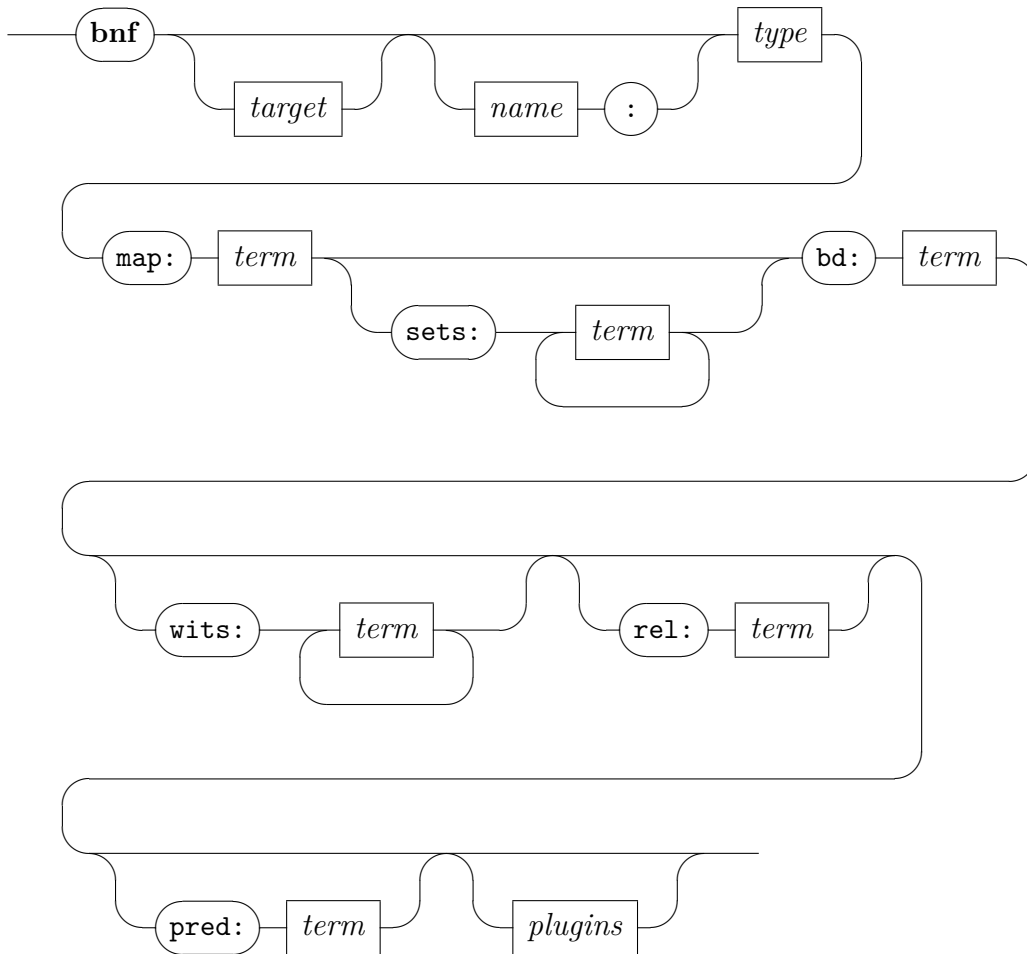 bnf type
target name :
map: term bd: term
sets: term
wits: term rel: term
pred: term plugins